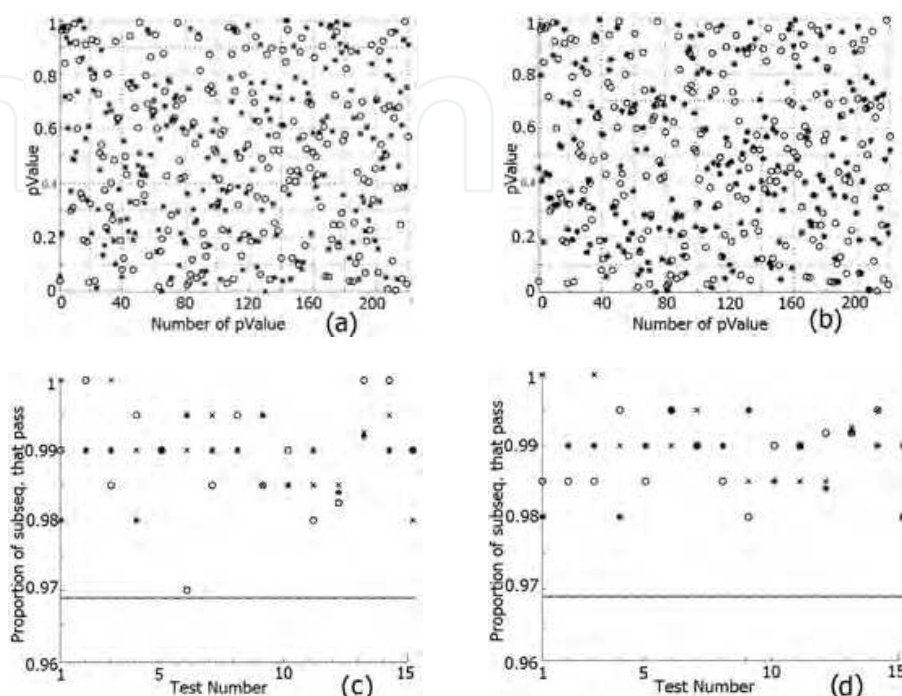 1
0.8
0.6
0.4
0.2
0
pValue
0 40 80 120 160 200
Number of pValue
(a)
1
0.8
0.6
0.4
0.2
0
pValue
0 40 80 120 160 200
Number of pValue
(b)
1
0.99
0.98
0.97
0.96
Proportion of subseq. that pass
1 5 10 15
Test Number
(c)
1
0.99
0.98
0.97
0.96
Proportion of subseq. that pass
1 5 10 15
Test Number
(d)